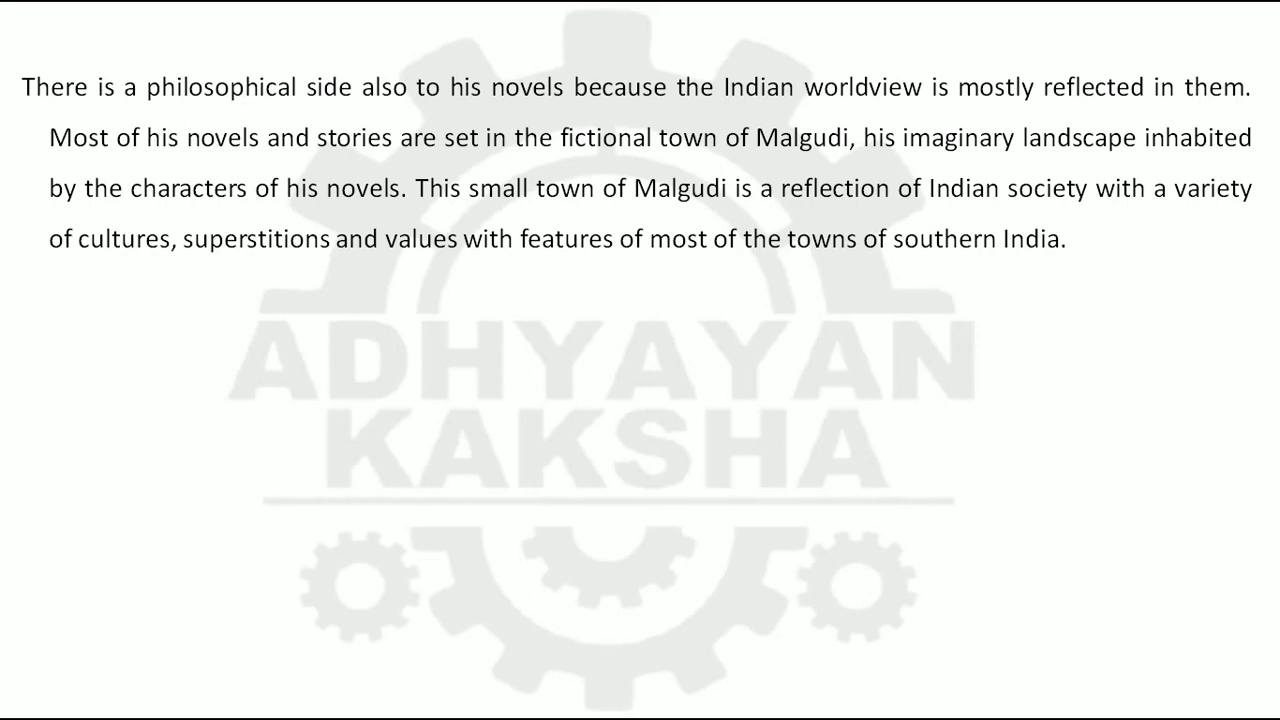 There is a philosophical side also to his novels because the Indian worldview is mostly reflected in them.
Most of his novels and stories are set in the fictional town of Malgudi, his imaginary landscape inhabited
by the characters of his novels. This small town of Malgudi is a reflection of Indian society with a variety
of cultures, superstitions and values with features of most of the towns of southern India.
ADHYAYAN
KAKSHA